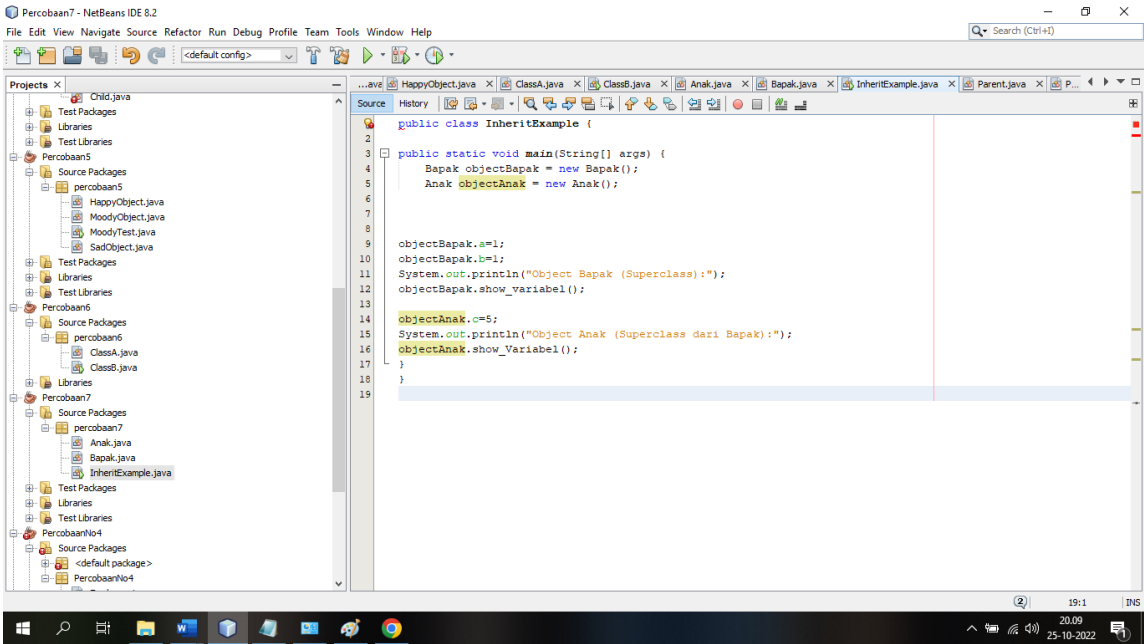 Percobaan7 - NetBeans IDE 8.2
File Edit View Navigate Source Refactor Run Debug Profile Team Tools Window Help
Search (Ctrl+I)
<default config>
Projects
Child.java
Test Packages
Libraries
Test Libraries
Percobaan5
Source Packages
percobaan5
HappyObject.java
MoodyObject.java
MoodyTest.java
SadObject.java
Test Packages
Libraries
Test Libraries
Percobaan6
Source Packages
percobaan6
ClassA.java
ClassB.java
Libraries
Percobaan7
Source Packages
percobaan7
Anak.java
Bapak.java
InheritExample.java
Test Packages
Libraries
Test Libraries
PercobaanNo4
Source Packages
<default package>
PercobaanNo4
...ava HappyObject.java ClassA.java ClassB.java Anak.java Bapak.java InheritExample.java Parent.java P...
Source History
public class InheritExample {
2
3 public static void main(String[] args) {
4 Bapak objectBapak = new Bapak();
5 Anak objectAnak = new Anak();
6
7
8
9 objectBapak.a=1;
10 objectBapak.b=1;
11 System.out.println("Object Bapak (Superclass):");
12 objectBapak.show_variabel();
13
14 objectAnak.c=5;
15 System.out.println("Object Anak (Superclass dari Bapak):");
16 objectAnak.show_Variabel();
17 }
18 }
19
2 19:1 INS
20.09
25-10-2022
1